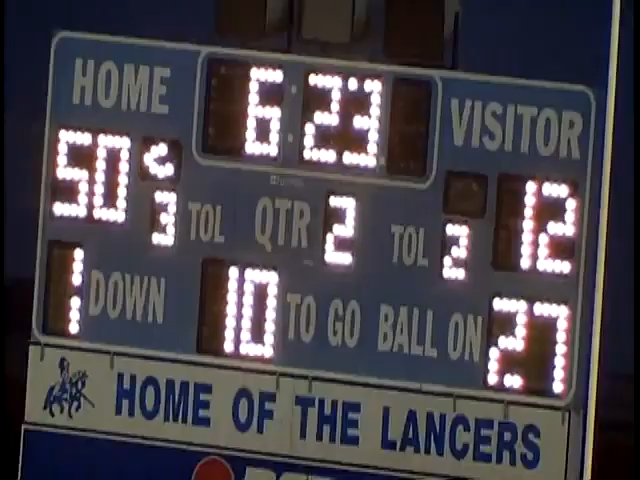 6:23
HOME VISITOR
50 < 12
3 TOL QTR 2 TOL 2
1 DOWN 10 TO GO BALL ON 27
HOME OF THE LANCERS